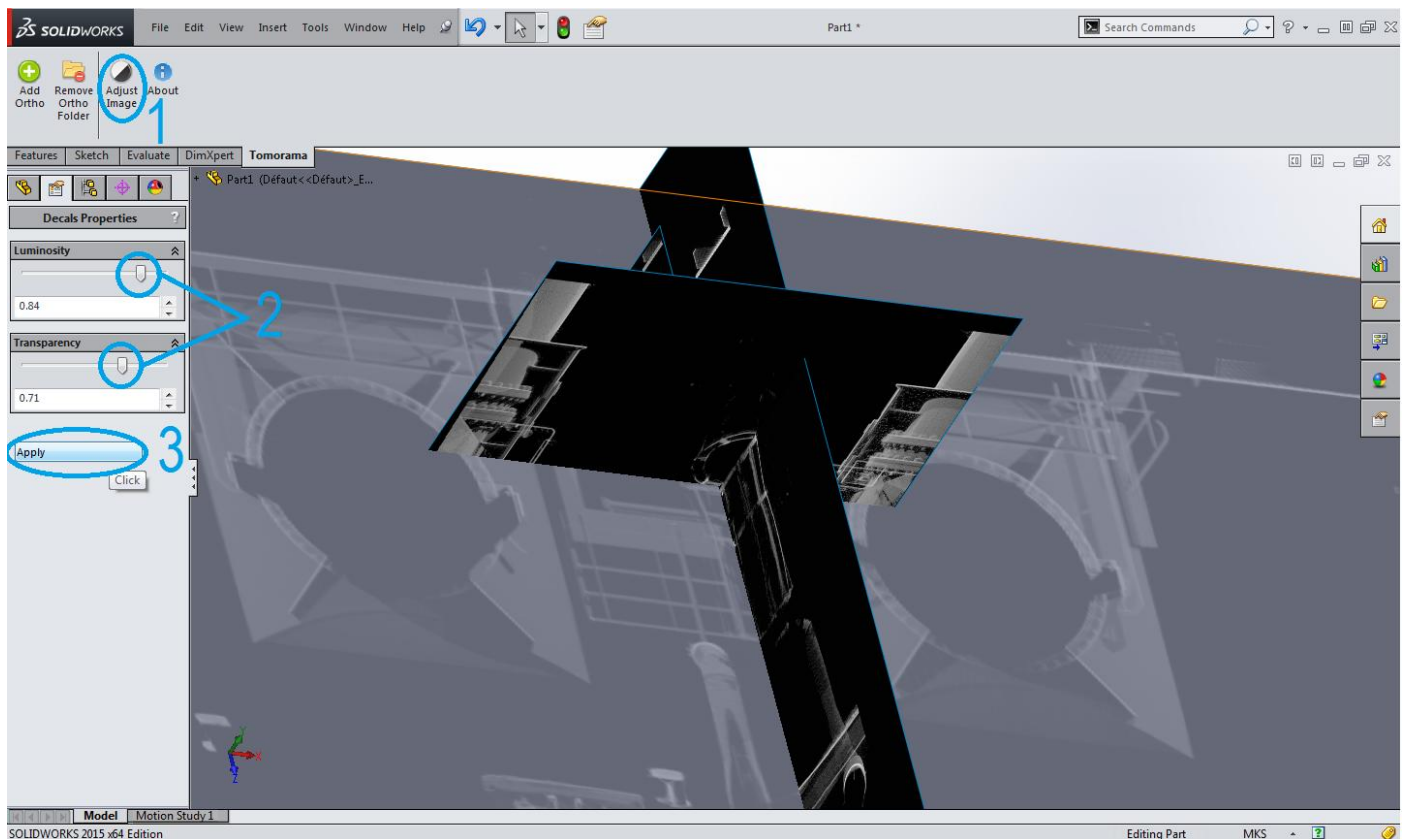 SOLIDWORKS File Edit View Insert Tools Window Help Part1 * Search Commands ?
Add Ortho
Remove Ortho Folder
Adjust Image
About
1
Features Sketch Evaluate DimXpert Tomorama
Part1 (Défaut<<Défaut>_E...
Decals Properties ?
Luminosity
0.84
2
Transparency
0.71
Apply
3
Click
Y
X
Z
Model Motion Study 1
SOLIDWORKS 2015 x64 Edition Editing Part MKS ?